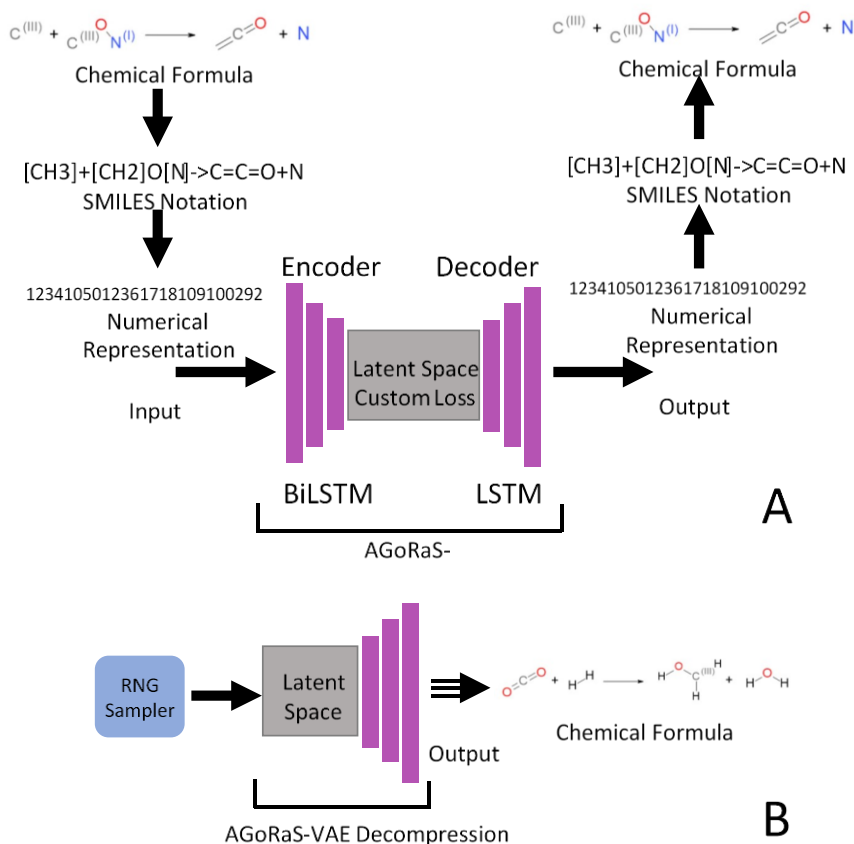 C(III) + C(III) O N(I) O + N
Chemical Formula
[CH3]+[CH2]O[N]->C=C=O+N
SMILES Notation
1234105012361718109100292
Numerical
Representation
Input
Encoder
Decoder
Latent Space
Custom Loss
BiLSTM
LSTM
AGoRaS-
C(III) + C(III) O N(I) O + N
Chemical Formula
[CH3]+[CH2]O[N]->C=C=O+N
SMILES Notation
1234105012361718109100292
Numerical
Representation
Output
A
RNG
Sampler
Latent
Space
Output
AGoRaS-VAE Decompression
O C O + H H H O C(III) H H + H O H
Chemical Formula
B